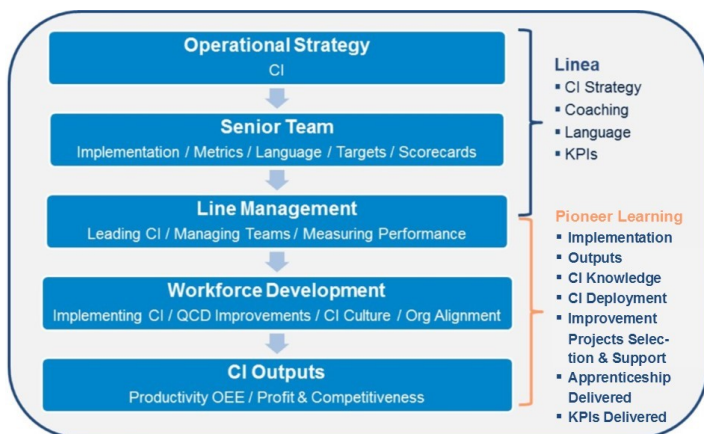 Operational Strategy
CI
Senior Team
Implementation / Metrics / Language / Targets / Scorecards
Line Management
Leading CI / Managing Teams / Measuring Performance
Workforce Development
Implementing CI / QCD Improvements / CI Culture / Org Alignment
CI Outputs
Productivity OEE / Profit & Competitiveness
Linea
▪ CI Strategy
▪ Coaching
▪ Language
▪ KPIs
Pioneer Learning
▪ Implementation
▪ Outputs
▪ CI Knowledge
▪ CI Deployment
▪ Improvement
Projects Selec-
tion & Support
▪ Apprenticeship
Delivered
▪ KPIs Delivered